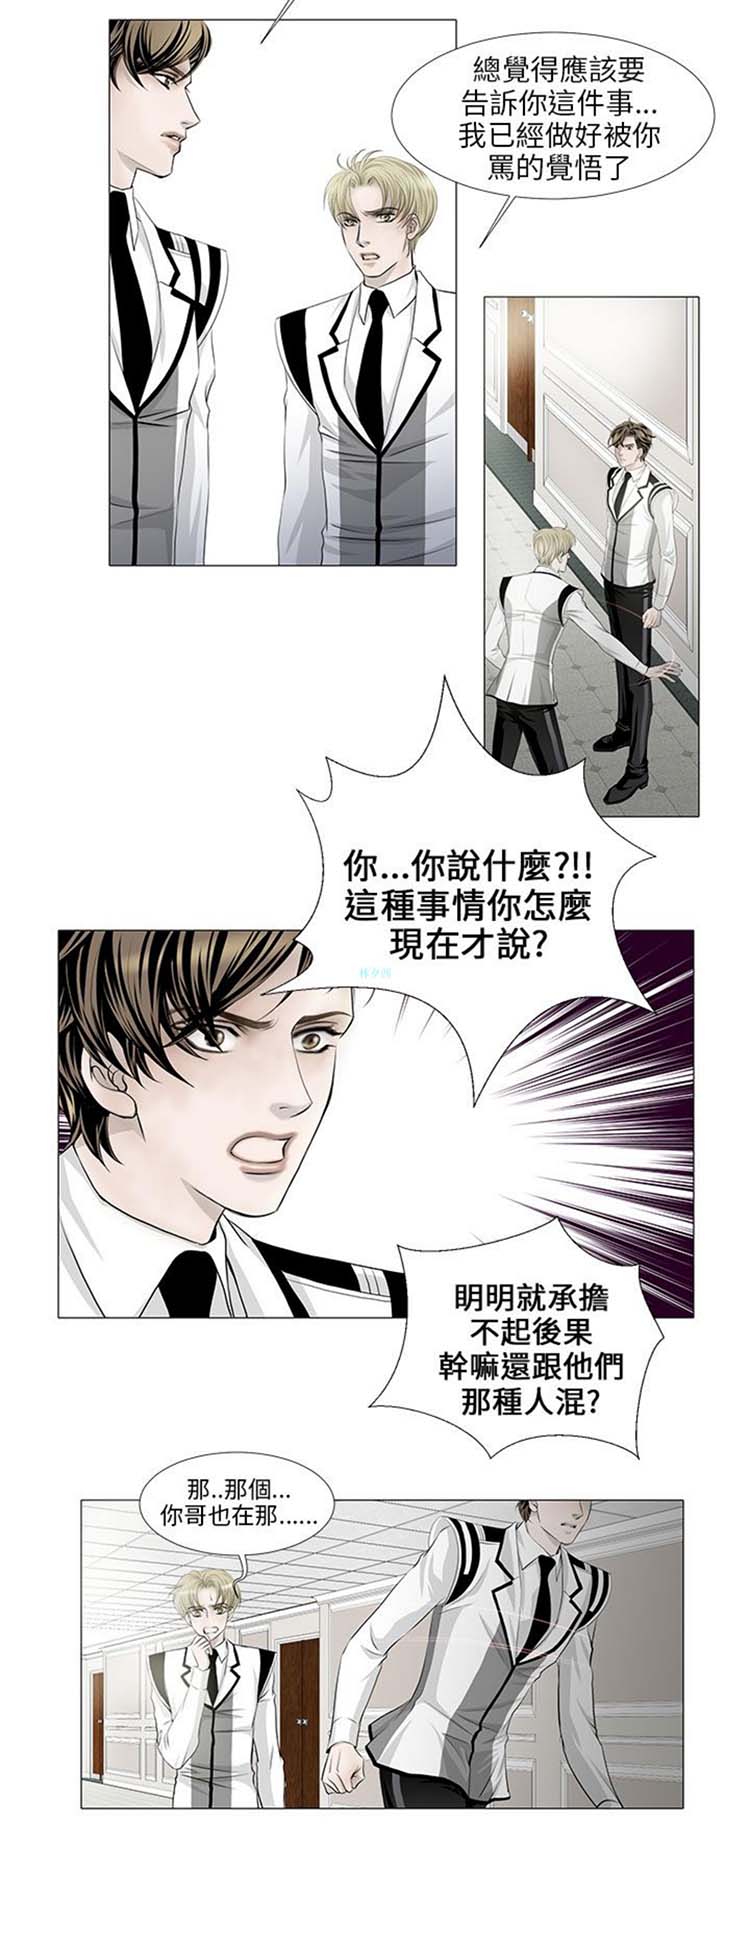 總覺得應該要
告訴你這件事...
我已經做好被你
罵的覺悟了
你...你說什麼?!!
這種事情你怎麼
現在才說?
明明就承擔
不起後果
幹嘛還跟他們
那種人混?
那..那個...
你哥也在那......